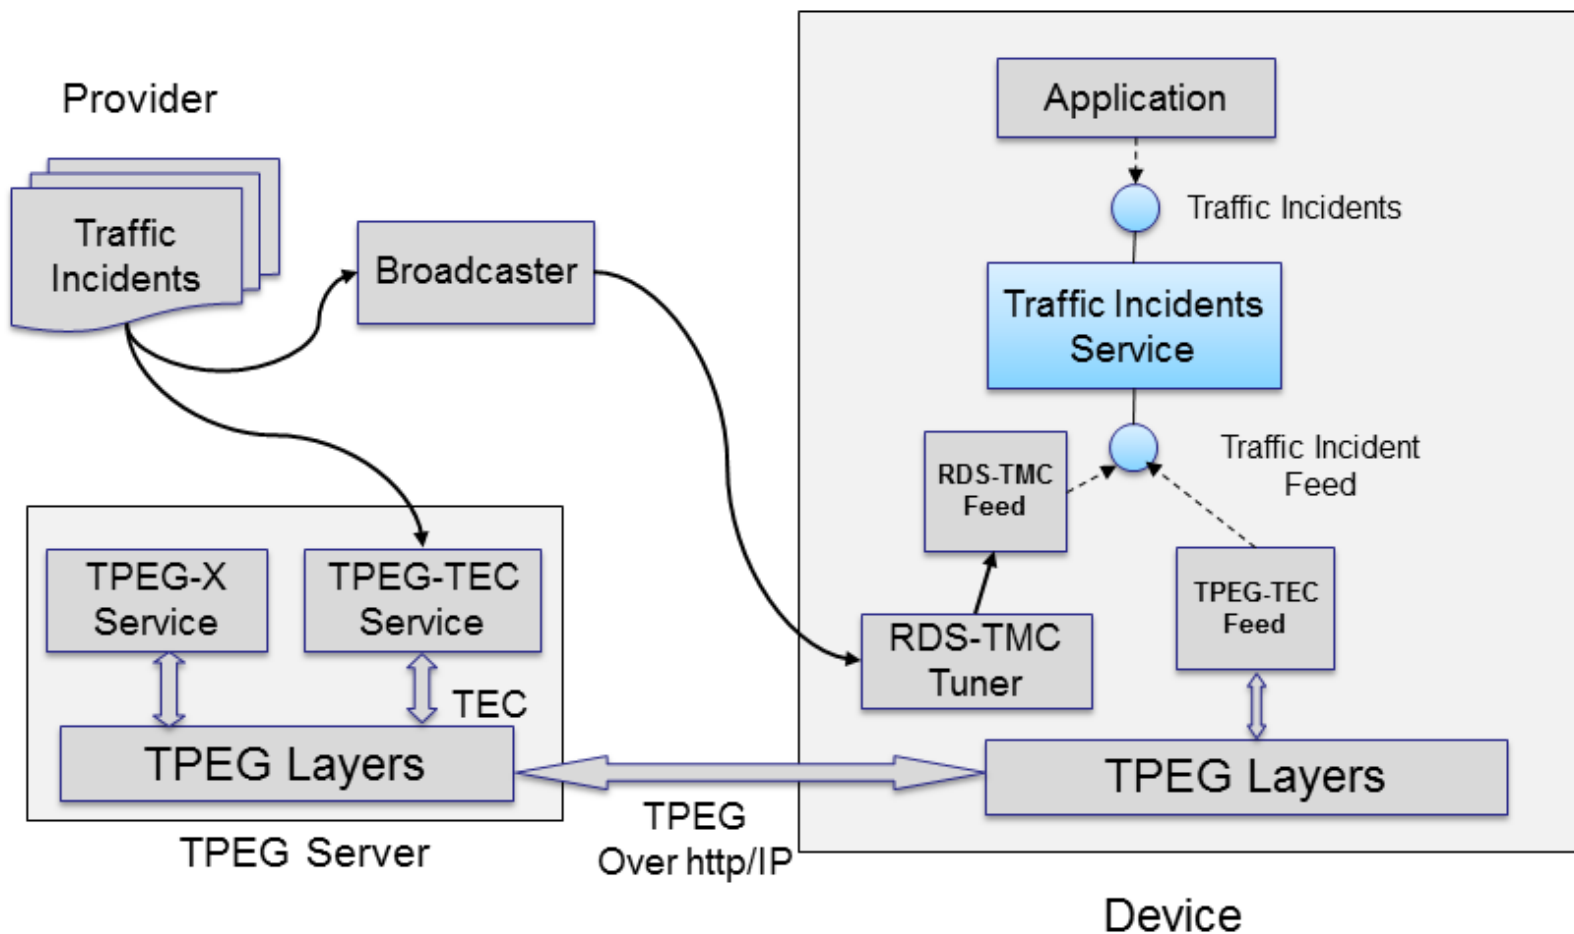 Provider
Traffic
Incidents
Broadcaster
Application
Traffic Incidents
Traffic Incidents
Service
Traffic Incident
Feed
RDS-TMC
Feed
TPEG-TEC
Feed
RDS-TMC
Tuner
TPEG-X
Service
TPEG-TEC
Service
TEC
TPEG Layers
TPEG Server
TPEG
Over http/IP
TPEG Layers
Device